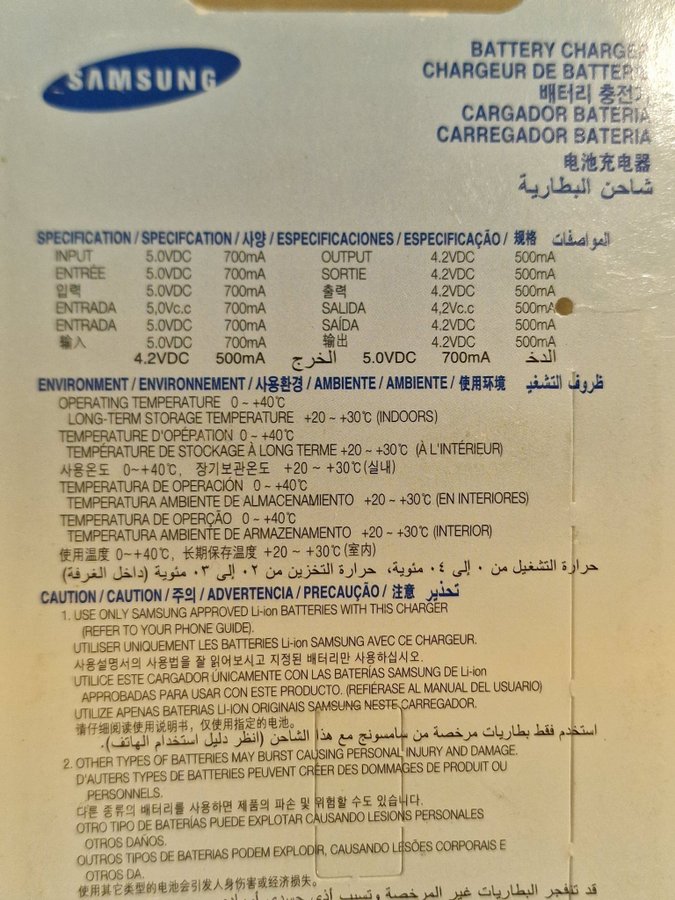 SAMSUNG
BATTERY CHARGER
CHARGEUR DE BATTERIE
배터리 충전기
CARGADOR BATERIA
CARREGADOR BATERIA
电池充电器
شاحن البطارية
SPECIFICATION / SPECIFCATION / 사양 / ESPECIFICACIONES / ESPECIFICAÇÃO / 规格 المواصفات
INPUT 5.0VDC 700mA OUTPUT 4.2VDC 500mA
ENTRÉE 5.0VDC 700mA SORTIE 4.2VDC 500mA
입력 5.0VDC 700mA 출력 4.2VDC 500mA
ENTRADA 5,0Vc.c 700mA SALIDA 4,2Vc.c 500mA
ENTRADA 5.0VDC 700mA SAÍDA 4.2VDC 500mA
输入 5.0VDC 700mA 输出 4.2VDC 500mA
4.2VDC 500mA الخرج 5.0VDC 700mA الدخ
ENVIRONMENT / ENVIRONNEMENT / 사용환경 / AMBIENTE / AMBIENTE / 使用环境 ظروف التشغيد
OPERATING TEMPERATURE 0 ~ +40℃
LONG-TERM STORAGE TEMPERATURE +20 ~ +30℃ (INDOORS)
TEMPERATURE D'OPÉPATION 0 ~ +40℃
TEMPÉRATURE DE STOCKAGE À LONG TERME +20 ~ +30℃ (À L'INTÉRIEUR)
사용온도 0~+40℃, 장기보관온도 +20 ~ +30℃(실내)
TEMPERATURA DE OPERACIÓN 0 ~ +40℃
TEMPERATURA AMBIENTE DE ALMACENAMIENTO +20 ~ +30℃ (EN INTERIORES)
TEMPERATURA DE OPERÇÃO 0 ~ +40℃
TEMPERATURA AMBIENTE DE ARMAZENAMENTO +20 ~ +30℃ (INTERIOR)
使用温度 0~+40℃, 长期保存温度 +20 ~ +30℃(室内)
حرارة التشغيل من ٠ إلى ٠٤ مئوية، حرارة التخزين من ٠٢ إلى ٠٣ مئوية (داخل الغرفة)
CAUTION / CAUTION / 주의 / ADVERTENCIA / PRECAUÇÃO / 注意 تحذير
1. USE ONLY SAMSUNG APPROVED Li-ion BATTERIES WITH THIS CHARGER
(REFER TO YOUR PHONE GUIDE).
UTILISER UNIQUEMENT LES BATTERIES Li-ion SAMSUNG AVEC CE CHARGEUR.
사용설명서의 사용법을 잘 읽어보시고 지정된 배터리만 사용하십시오.
UTILICE ESTE CARGADOR ÚNICAMENTE CON LAS BATERÍAS SAMSUNG DE Li-ion
APPROBADAS PARA USAR CON ESTE PRODUCTO. (REFIÉRASE AL MANUAL DEL USUARIO)
UTILIZE APENAS BATERIAS LI-ION ORIGINAIS SAMSUNG NESTE CARREGADOR.
请仔细阅读使用说明书, 仅使用指定的电池。
استخدم فقط بطاريات مرخصة من سامسونج مع هذا الشاحن (انظر دليل استخدام الهاتف).
2. OTHER TYPES OF BATTERIES MAY BURST CAUSING PERSONAL INJURY AND DAMAGE.
D'AUTERS TYPES DE BATTERIES PEUVENT CRÉER DES DOMMAGES DE PRODUIT OU
PERSONNELS.
다른 종류의 배터리를 사용하면 제품의 파손 및 위험할 수도 있습니다.
OTRO TIPO DE BATERÍAS PUEDE EXPLOTAR CAUSANDO LESIONS PERSONALES
OTROS DAÑOS.
OUTROS TIPOS DE BATERIAS PODEM EXPLODIR, CAUSANDO LESÕES CORPORAIS E
OTROS DA.
使用其它类型的电池会引发人身伤害或经济损失。
قد تنفجر البطاريات غير المرخصة وتسبب أذى جسدي